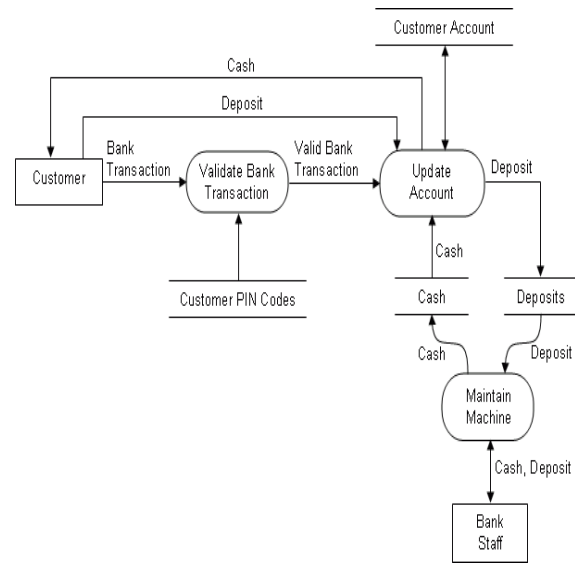 Customer Account
Cash
Deposit
Bank
Transaction
Valid Bank
Transaction
Customer
Validate Bank
Transaction
Update
Account
Deposit
Cash
Customer PIN Codes
Cash
Deposits
Cash
Deposit
Maintain
Machine
Cash, Deposit
Bank
Staff